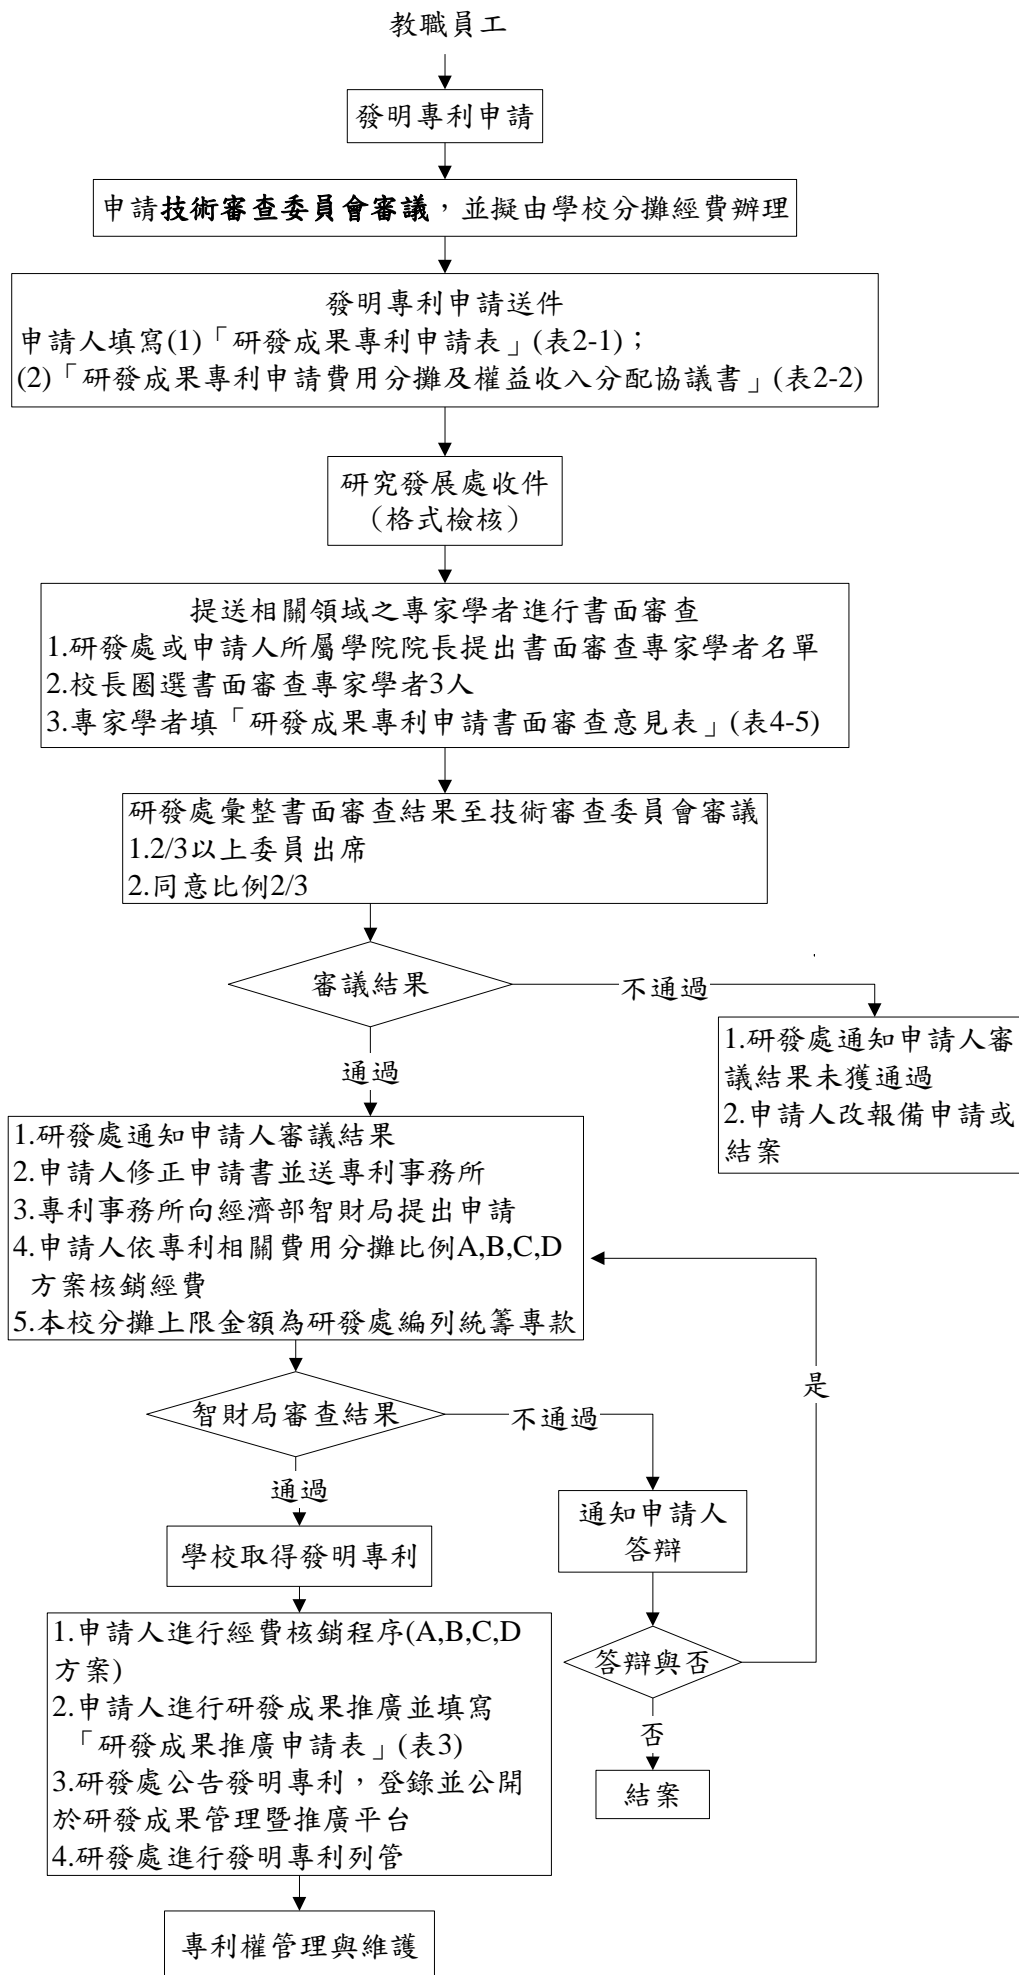 教職員工
發明專利申請
申請技術審查委員會審議，並擬由學校分攤經費辦理
發明專利申請送件
申請人填寫(1)「研發成果專利申請表」(表2-1)；
(2)「研發成果專利申請費用分攤及權益收入分配協議書」(表2-2)
研究發展處收件
（格式檢核）
提送相關領域之專家學者進行書面審查
1.研發處或申請人所屬學院院長提出書面審查專家學者名單
2.校長圈選書面審查專家學者3人
3.專家學者填「研發成果專利申請書面審查意見表」(表4-5)
研發處彙整書面審查結果至技術審查委員會審議
1.2/3以上委員出席
2.同意比例2/3
審議結果
不通過
1.研發處通知申請人審
議結果未獲通過
2.申請人改報備申請或
結案
通過
1.研發處通知申請人審議結果
2.申請人修正申請書並送專利事務所
3.專利事務所向經濟部智財局提出申請
4.申請人依專利相關費用分攤比例A,B,C,D
方案核銷經費
5.本校分攤上限金額為研發處編列統籌專款
是
智財局審查結果
不通過
通過
通知申請人
答辯
學校取得發明專利
答辯與否
否
結案
1.申請人進行經費核銷程序(A,B,C,D
方案)
2.申請人進行研發成果推廣並填寫
「研發成果推廣申請表」(表3)
3.研發處公告發明專利，登錄並公開
於研發成果管理暨推廣平台
4.研發處進行發明專利列管
專利權管理與維護